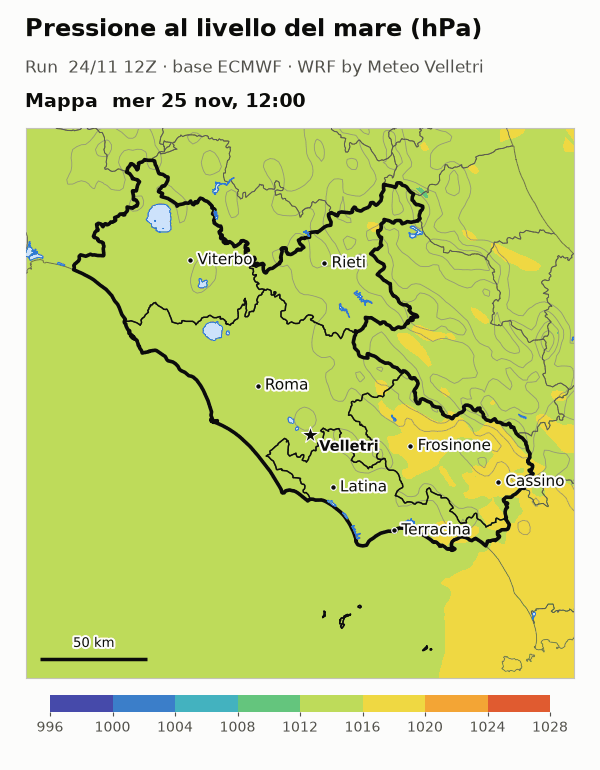 Pressione al livello del mare (hPa)
Run  24/11 12Z · base ECMWF · WRF by Meteo Velletri
Mappa  mer 25 nov, 12:00
Viterbo
Rieti
Roma
Velletri
Frosinone
Latina
Cassino
Terracina
50 km
996 1000 1004 1008 1012 1016 1020 1024 1028